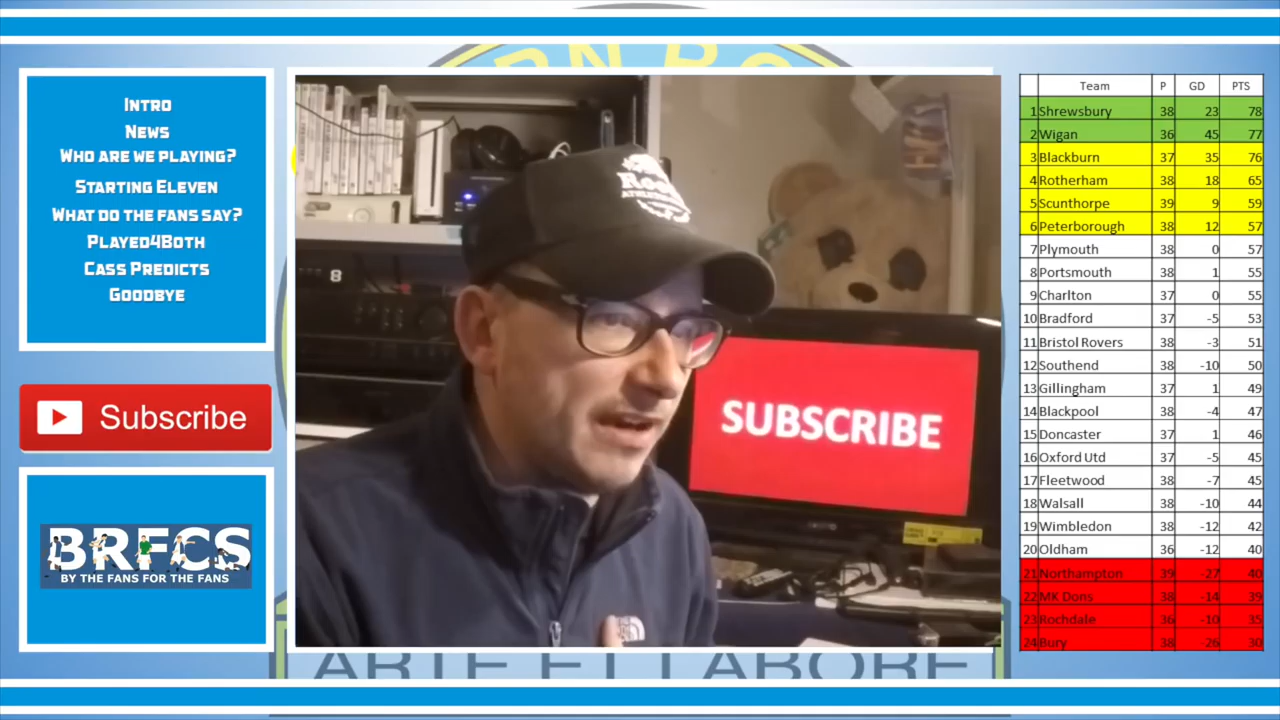 RN RO
INTRO
NEWS
WHO ARE WE PLAYING?
STARTING ELEVEN
WHAT DO THE FANS SAY?
PLAYED4BOTH
CASS PREDICTS
GOODBYE
Subscribe
BRFCS
BY THE FANS FOR THE FANS
8
Roots
ATHLETICS
SUBSCRIBE
Team P GD PTS
1 Shrewsbury 38 23 78
2 Wigan 36 45 77
3 Blackburn 37 35 76
4 Rotherham 38 18 65
5 Scunthorpe 39 9 59
6 Peterborough 38 12 57
7 Plymouth 38 0 57
8 Portsmouth 38 1 55
9 Charlton 37 0 55
10 Bradford 37 -5 53
11 Bristol Rovers 38 -3 51
12 Southend 38 -10 50
13 Gillingham 37 1 49
14 Blackpool 38 -4 47
15 Doncaster 37 1 46
16 Oxford Utd 37 -5 45
17 Fleetwood 38 -7 45
18 Walsall 38 -10 44
19 Wimbledon 38 -12 42
20 Oldham 36 -12 40
21 Northampton 39 -27 40
22 MK Dons 38 -14 39
23 Rochdale 36 -10 35
24 Bury 38 -26 30
ARTE ET LABORE